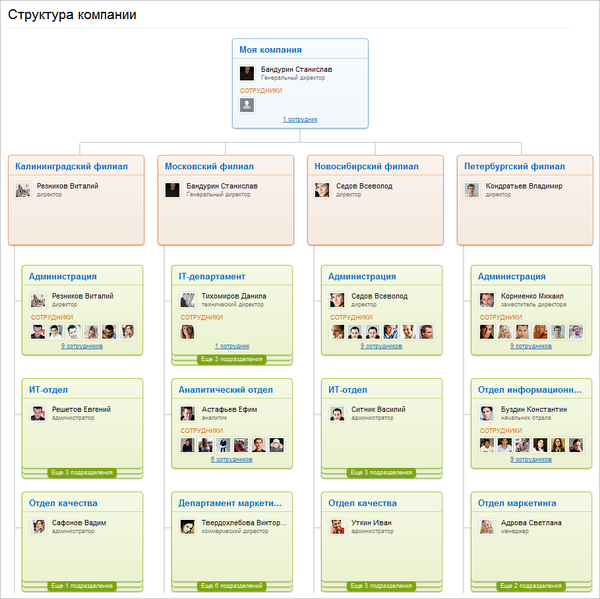 Структура компании
Моя компания
Бандурин Станислав
Генеральный директор
СОТРУДНИКИ
1 сотрудник
Калининградский филиал
Резников Виталий
директор
Московский филиал
Бандурин Станислав
Генеральный директор
Новосибирский филиал
Седов Всеволод
директор
Петербургский филиал
Кондратьев Владимир
директор
Администрация
Резников Виталий
директор
СОТРУДНИКИ
9 сотрудников
IT-департамент
Тихомиров Данила
технический директор
СОТРУДНИКИ
1 сотрудник
Еще 3 подразделения
Администрация
Седов Всеволод
директор
СОТРУДНИКИ
9 сотрудников
Администрация
Корниенко Михаил
заместитель директора
СОТРУДНИКИ
9 сотрудников
ИТ-отдел
Решетов Евгений
администратор
Еще 3 подразделения
Аналитический отдел
Астафьев Ефим
аналитик
СОТРУДНИКИ
6 сотрудников
ИТ-отдел
Ситник Василий
администратор
Еще 3 подразделения
Отдел информационн...
Буздин Константин
начальник отдела
СОТРУДНИКИ
9 сотрудников
Отдел качества
Сафонов Вадим
администратор
Еще 1 подразделение
Департамент маркети...
Твердохлебова Виктор...
коммерческий директор
Еще 6 подразделений
Отдел качества
Уткин Иван
администратор
Еще 3 подразделения
Отдел маркетинга
Адрова Светлана
менеджер
Еще 2 подразделения